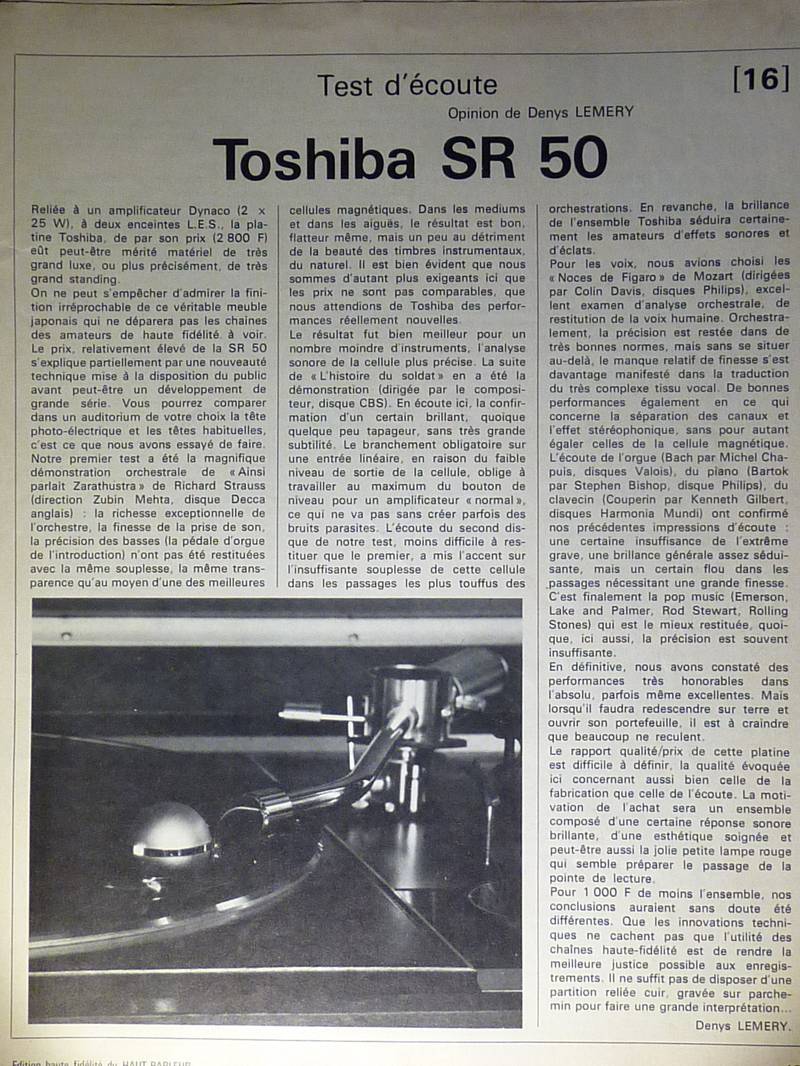 Test d'écoute
[16]
Opinion de Denys LEMERY
Toshiba SR 50
Reliée à un amplificateur Dynaco (2 x
25 W), à deux enceintes L.E.S., la pla-
tine Toshiba, de par son prix (2 800 F)
eût peut-être mérité matériel de très
grand luxe, ou plus précisément, de très
grand standing.
On ne peut s'empêcher d'admirer la fini-
tion irréprochable de ce véritable meuble
japonais qui ne déparera pas les chaines
des amateurs de haute fidélité, à voir.
Le prix, relativement élevé de la SR 50
s'explique partiellement par une nouveauté
technique mise à la disposition du public
avant peut-être un développement de
grande série. Vous pourrez comparer
dans un auditorium de votre choix la tête
photo-électrique et les têtes habituelles,
c'est ce que nous avons essayé de faire.
Notre premier test a été la magnifique
démonstration orchestrale de « Ainsi
parlait Zarathustra » de Richard Strauss
(direction Zubin Mehta, disque Decca
anglais) : la richesse exceptionnelle de
l'orchestre, la finesse de la prise de son,
la précision des basses (la pédale d'orgue
de l'introduction) n'ont pas été restituées
avec la même souplesse, la même trans-
parence qu'au moyen d'une des meilleures
cellules magnétiques. Dans les mediums
et dans les aiguës, le résultat est bon,
flatteur même, mais un peu au détriment
de la beauté des timbres instrumentaux,
du naturel. Il est bien évident que nous
sommes d'autant plus exigeants ici que
les prix ne sont pas comparables, que
nous attendions de Toshiba des perfor-
mances réellement nouvelles.
Le résultat fut bien meilleur pour un
nombre moindre d'instruments, l'analyse
sonore de la cellule plus précise. La suite
de « L'histoire du soldat » en a été la
démonstration (dirigée par le composi-
teur, disque CBS). En écoute ici, la confir-
mation d'un certain brillant, quoique
quelque peu tapageur, sans très grande
subtilité. Le branchement obligatoire sur
une entrée linéaire, en raison du faible
niveau de sortie de la cellule, oblige à
travailler au maximum du bouton de
niveau pour un amplificateur « normal »,
ce qui ne va pas sans créer parfois des
bruits parasites. L'écoute du second dis-
que de notre test, moins difficile à res-
tituer que le premier, a mis l'accent sur
l'insuffisante souplesse de cette cellule
dans les passages les plus touffus des
orchestrations. En revanche, la brillance
de l'ensemble Toshiba séduira certaine-
ment les amateurs d'effets sonores et
d'éclats.
Pour les voix, nous avions choisi les
« Noces de Figaro » de Mozart (dirigées
par Colin Davis, disques Philips), excel-
lent examen d'analyse orchestrale, de
restitution de la voix humaine. Orchestra-
lement, la précision est restée dans de
très bonnes normes, mais sans se situer
au-delà, le manque relatif de finesse s'est
davantage manifesté dans la traduction
du très complexe tissu vocal. De bonnes
performances également en ce qui
concerne la séparation des canaux et
l'effet stéréophonique, sans pour autant
égaler celles de la cellule magnétique.
L'écoute de l'orgue (Bach par Michel Cha-
puis, disques Valois), du piano (Bartok
par Stephen Bishop, disque Philips), du
clavecin (Couperin par Kenneth Gilbert,
disques Harmonia Mundi) ont confirmé
nos précédentes impressions d'écoute :
une certaine insuffisance de l'extrême
grave, une brillance générale assez sédui-
sante, mais un certain flou dans les
passages nécessitant une grande finesse.
C'est finalement la pop music (Emerson,
Lake and Palmer, Rod Stewart, Rolling
Stones) qui est le mieux restituée, quoi-
que, ici aussi, la précision est souvent
insuffisante.
En définitive, nous avons constaté des
performances très honorables dans
l'absolu, parfois même excellentes. Mais
lorsqu'il faudra redescendre sur terre et
ouvrir son portefeuille, il est à craindre
que beaucoup ne reculent.
Le rapport qualité/prix de cette platine
est difficile à définir, la qualité évoquée
ici concernant aussi bien celle de la
fabrication que celle de l'écoute. La moti-
vation de l'achat sera un ensemble
composé d'une certaine réponse sonore
brillante, d'une esthétique soignée et
peut-être aussi la jolie petite lampe rouge
qui semble préparer le passage de la
pointe de lecture.
Pour 1 000 F de moins l'ensemble, nos
conclusions auraient sans doute été
différentes. Que les innovations techni-
ques ne cachent pas que l'utilité des
chaînes haute-fidélité est de rendre la
meilleure justice possible aux enregis-
trements. Il ne suffit pas de disposer d'une
partition reliée cuir, gravée sur parche-
min pour faire une grande interprétation...
Denys LEMERY.
Edition haute fidélité du HAUT-PARLEUR